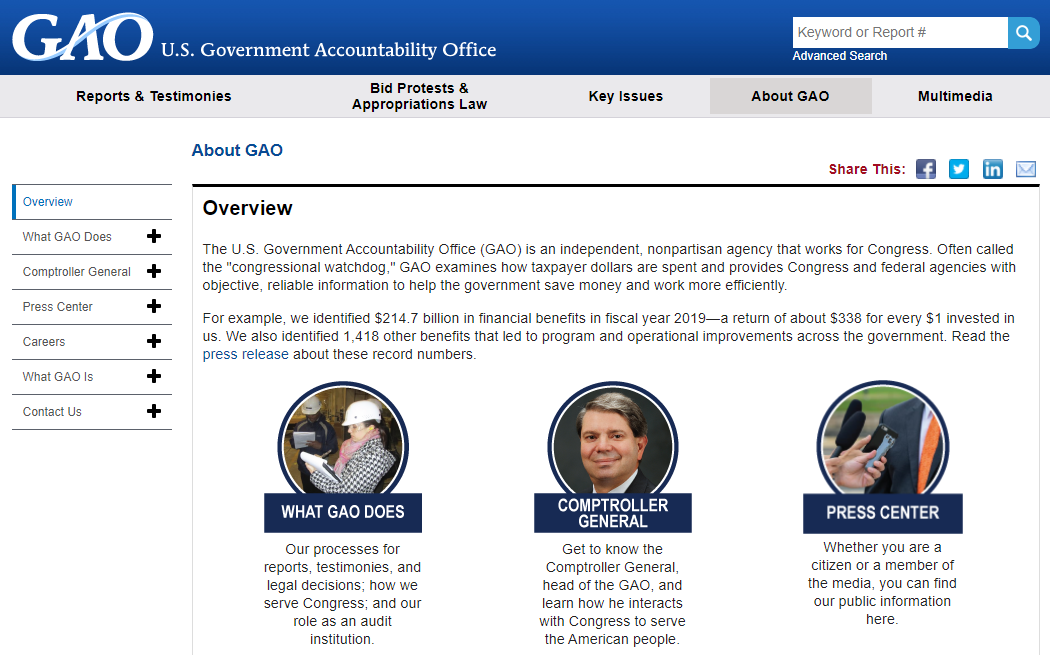 GAO U.S. Government Accountability Office
Keyword or Report #
Advanced Search
Reports & Testimonies
Bid Protests &
Appropriations Law
Key Issues
About GAO
Multimedia
About GAO
Share This:
Overview
What GAO Does
Comptroller General
Press Center
Careers
What GAO Is
Contact Us
Overview
The U.S. Government Accountability Office (GAO) is an independent, nonpartisan agency that works for Congress. Often called
the "congressional watchdog," GAO examines how taxpayer dollars are spent and provides Congress and federal agencies with
objective, reliable information to help the government save money and work more efficiently.
For example, we identified $214.7 billion in financial benefits in fiscal year 2019—a return of about $338 for every $1 invested in
us. We also identified 1,418 other benefits that led to program and operational improvements across the government. Read the
press release about these record numbers.
WHAT GAO DOES
Our processes for
reports, testimonies, and
legal decisions; how we
serve Congress; and our
role as an audit
institution.
COMPTROLLER
GENERAL
Get to know the
Comptroller General,
head of the GAO, and
learn how he interacts
with Congress to serve
the American people.
PRESS CENTER
Whether you are a
citizen or a member of
the media, you can find
our public information
here.